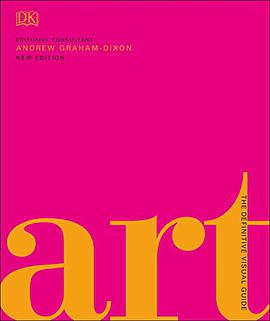 DK
EDITORIAL CONSULTANT
ANDREW GRAHAM-DIXON
NEW EDITION
art
THE DEFINITIVE VISUAL GUIDE